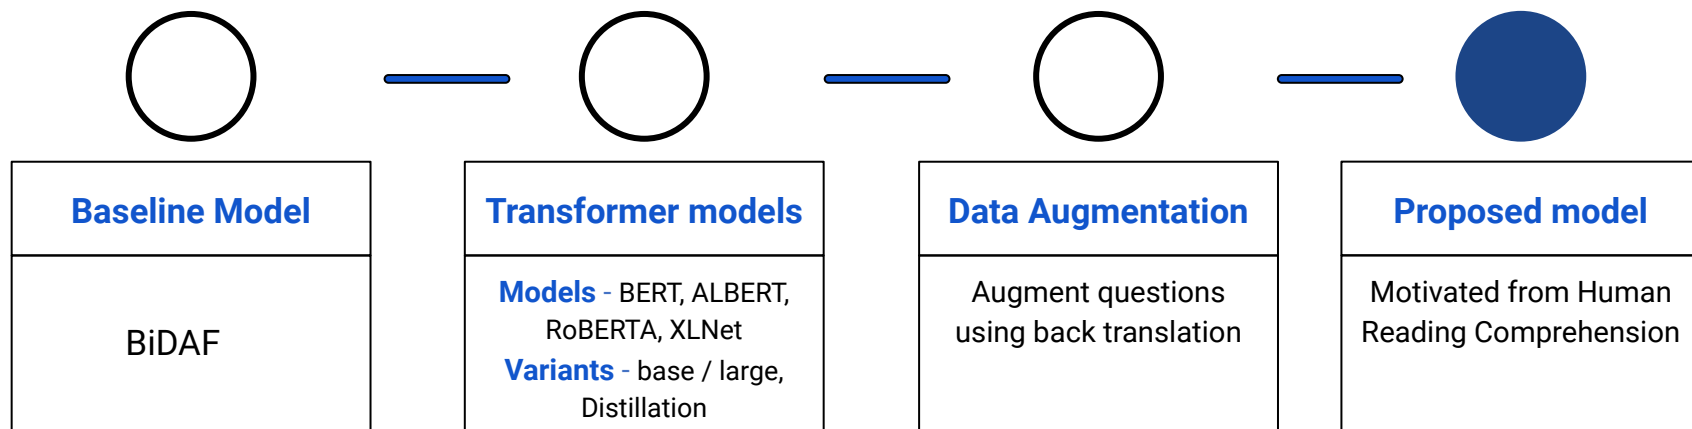 Baseline Model
BiDAF
Transformer models
Models - BERT, ALBERT,
RoBERTA, XLNet
Variants - base / large,
Distillation
Data Augmentation
Augment questions
using back translation
Proposed model
Motivated from Human
Reading Comprehension